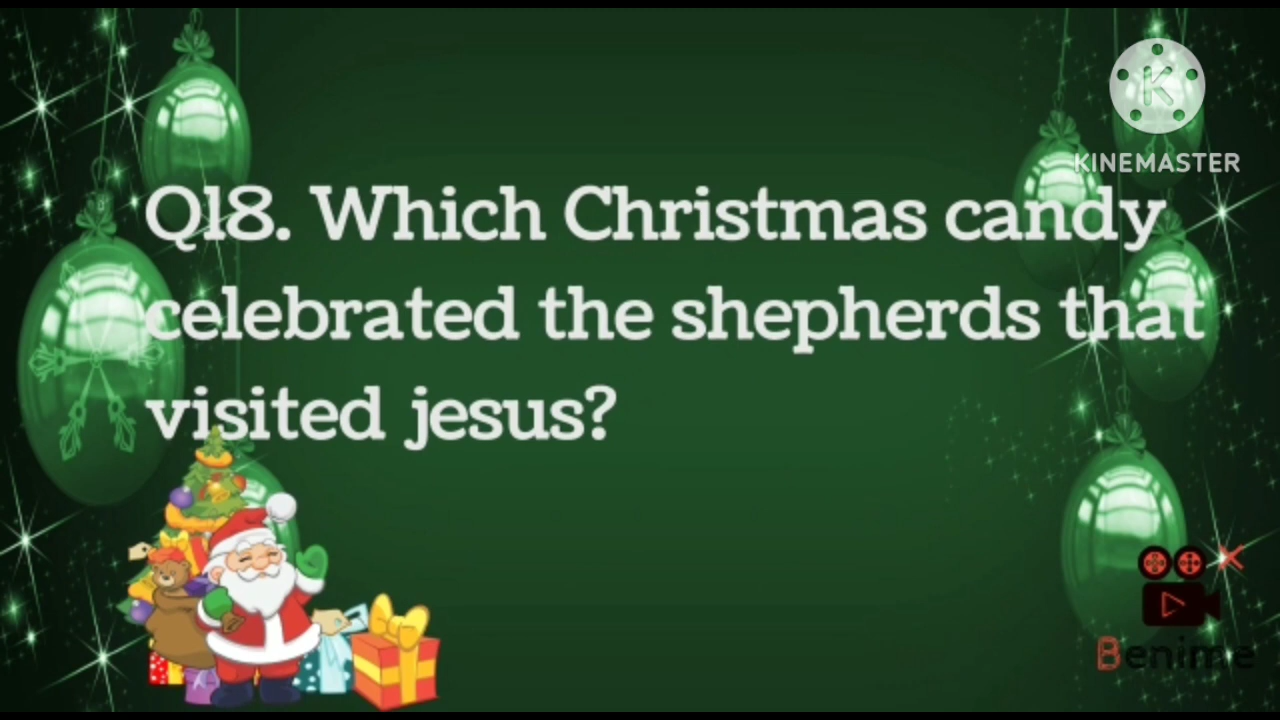 KINEMASTER
Q18. Which Christmas candy
celebrated the shepherds that
visited jesus?
Benime